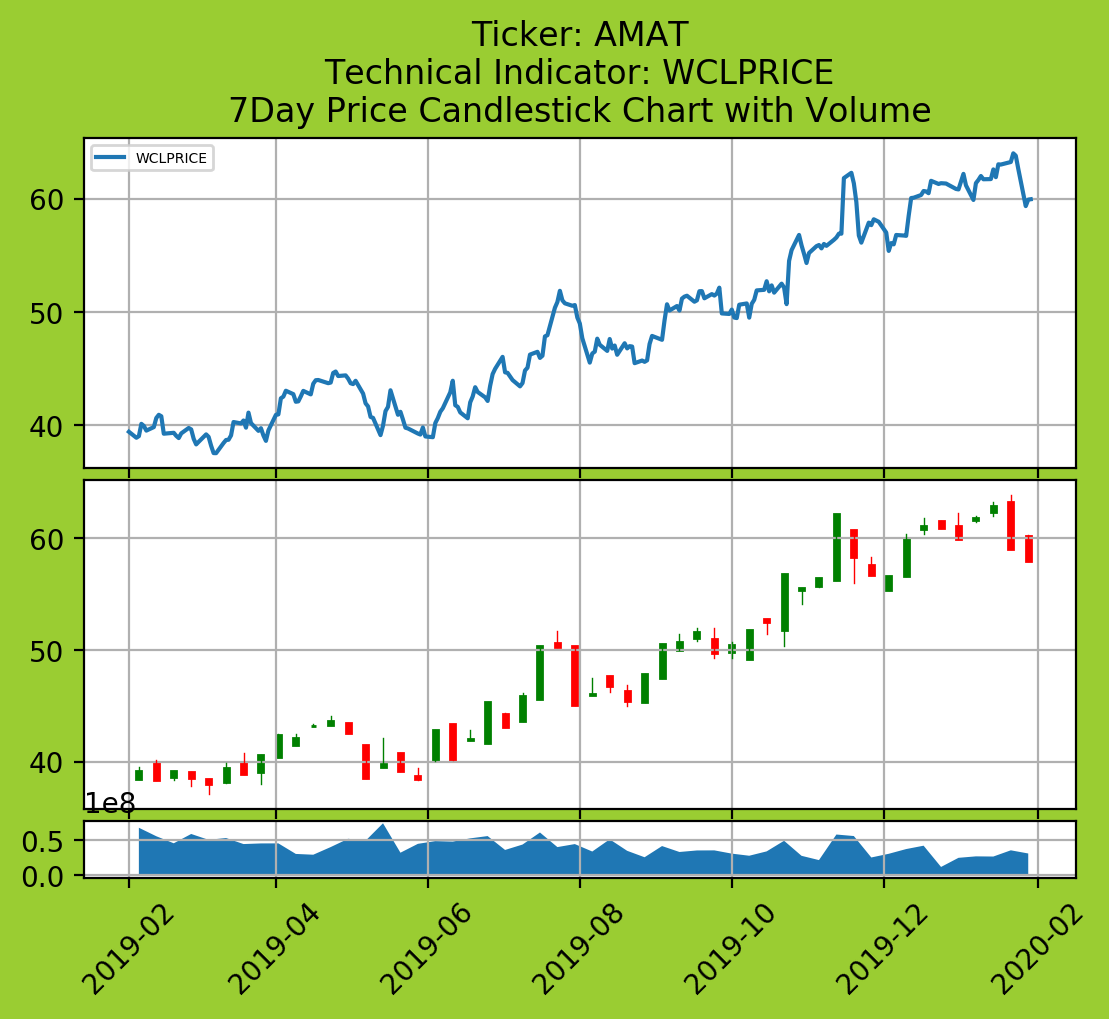 Ticker: AMAT
Technical Indicator: WCLPRICE
7Day Price Candlestick Chart with Volume
WCLPRICE
60
50
40
60
50
40
1e8
0.5
0.0
2019-02 2019-04 2019-06 2019-08 2019-10 2019-12 2020-02